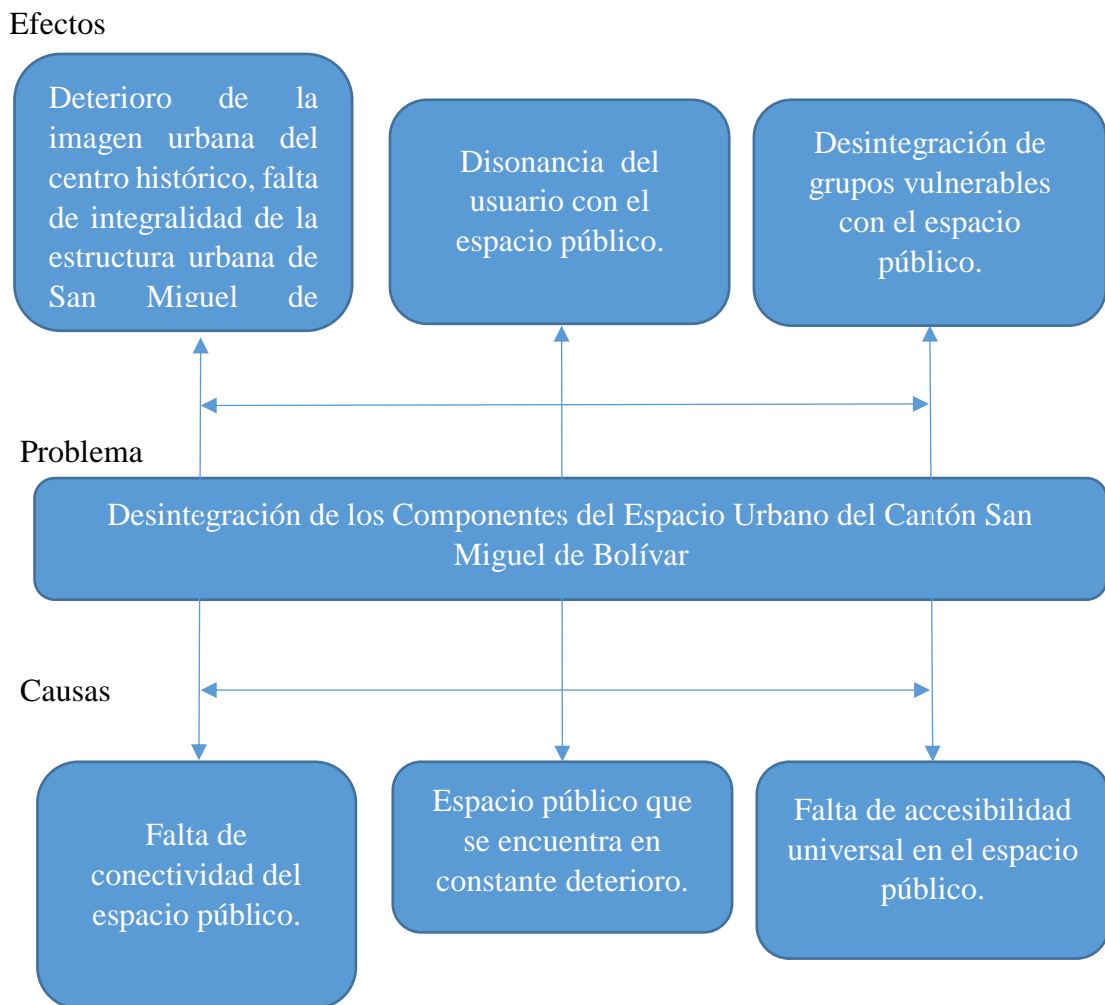 Efectos
Deterioro de la
imagen urbana del
centro histórico, falta
de integralidad de la
estructura urbana de
San Miguel de
Disonancia del
usuario con el
espacio público.
Desintegración de
grupos vulnerables
con el espacio
público.
Problema
Desintegración de los Componentes del Espacio Urbano del Cantón San
Miguel de Bolívar
Causas
Falta de
conectividad del
espacio público.
Espacio público que
se encuentra en
constante deterioro.
Falta de accesibilidad
universal en el espacio
público.